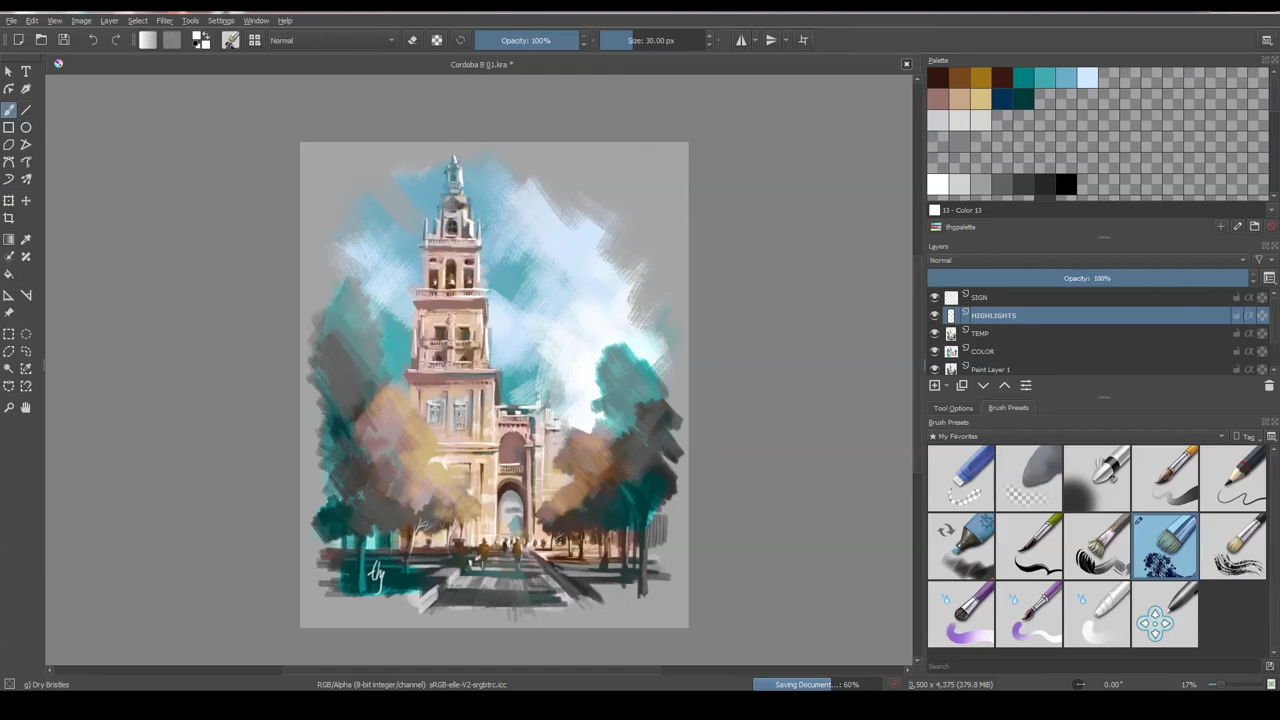 File Edit View Image Layer Select Filter Tools Settings Window Help
Normal
Opacity: 100%
Size: 30.00 px
Cordoba B 01.kra *
Palette
13 - Color 13
thgpalette
Layers
Normal
Opacity: 100%
SIGN
HIGHLIGHTS
TEMP
COLOR
Paint Layer 1
Tool Options Brush Presets
Brush Presets
★ My Favorites
Tag
thg
Search
g) Dry Bristles
RGB/Alpha (8-bit integer/channel) sRGB-elle-V2-srgbtrc.icc
Saving Document...: 60%
3,500 x 4,375 (379.8 MiB)
0.00°
17%